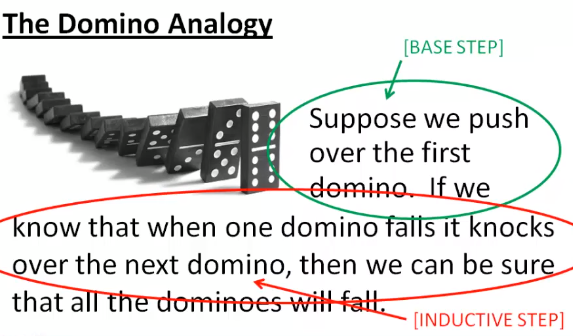 The Domino Analogy
[BASE STEP]
Suppose we push
over the first
domino. If we
know that when one domino falls it knocks
over the next domino, then we can be sure
that all the dominoes will fall.
[INDUCTIVE STEP]